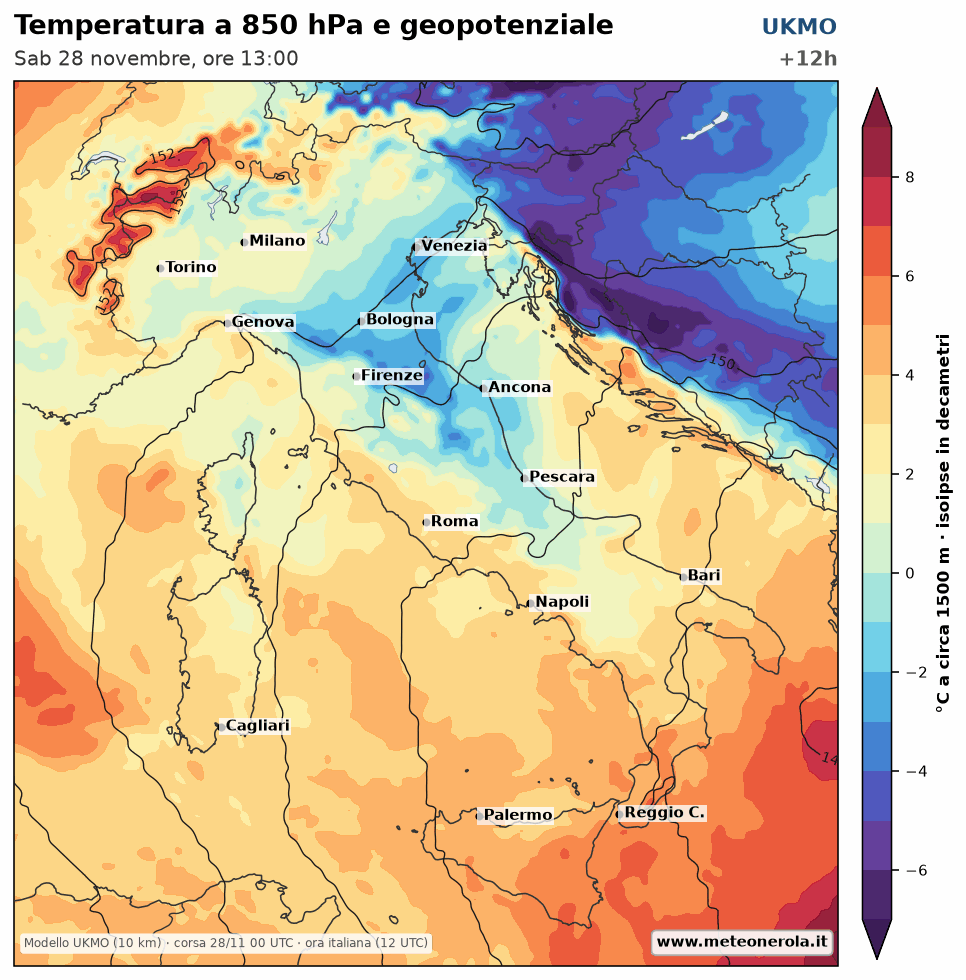 Temperatura a 850 hPa e geopotenziale
UKMO
Sab 28 novembre, ore 13:00
+12h
152
152
152
Milano
Torino
Venezia
Genova
Bologna
150
Firenze
Ancona
Pescara
Roma
Bari
Napoli
Cagliari
14
Palermo
Reggio C.
Modello UKMO (10 km) · corsa 28/11 00 UTC · ora italiana (12 UTC)
www.meteonerola.it
8
6
4
2
0
−2
−4
−6
°C a circa 1500 m · isoipse in decametri